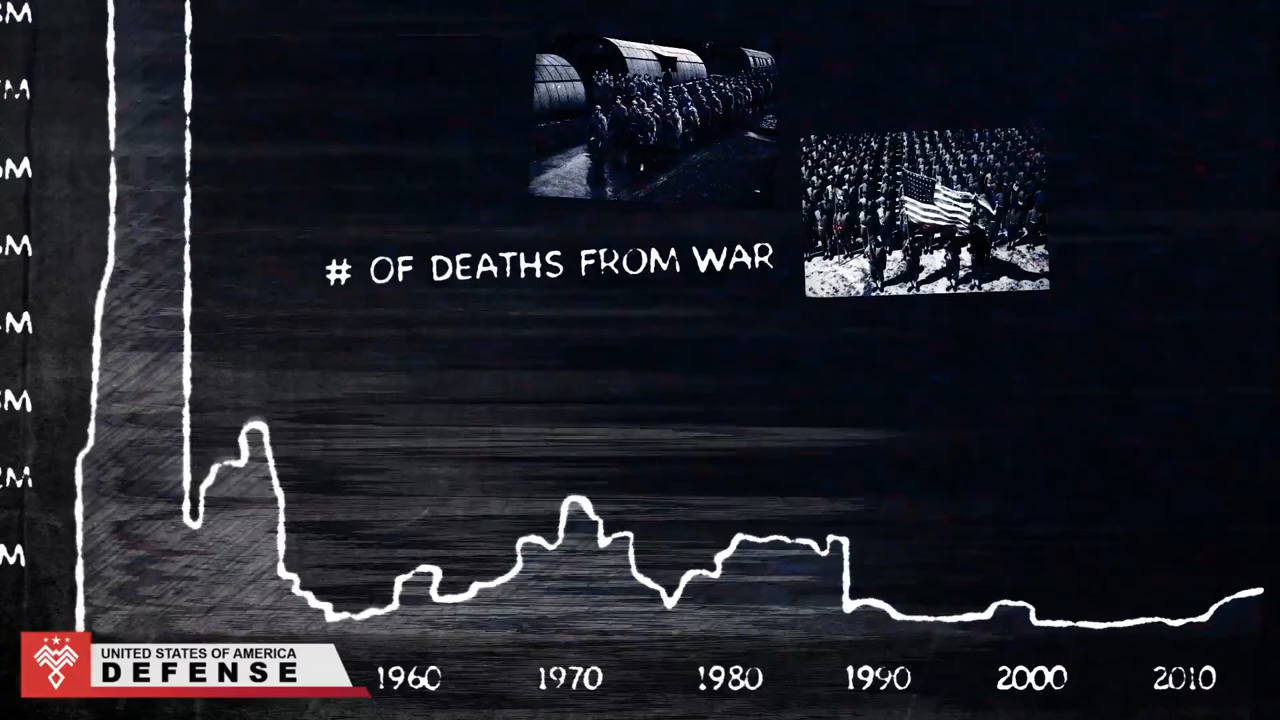 # OF DEATHS FROM WAR
UNITED STATES OF AMERICA
DEFENSE
1960 1970 1980 1990 2000 2010